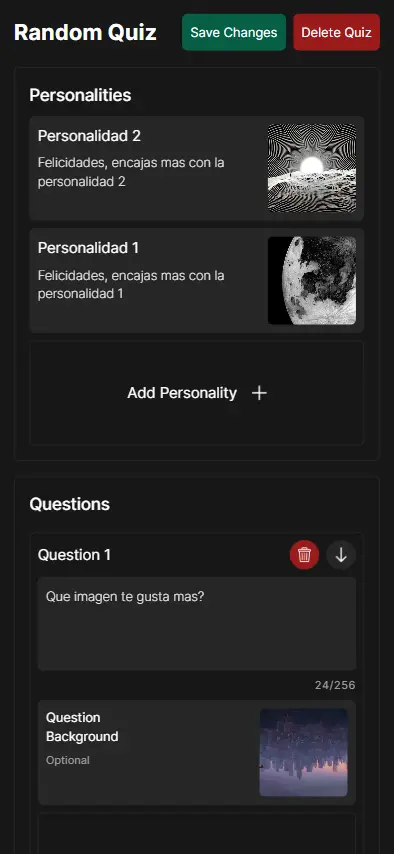 Random Quiz
Save Changes
Delete Quiz
Personalities
Personalidad 2
Felicidades, encajas mas con la
personalidad 2
Personalidad 1
Felicidades, encajas mas con la
personalidad 1
Add Personality
Questions
Question 1
Que imagen te gusta mas?
24/256
Question
Background
Optional